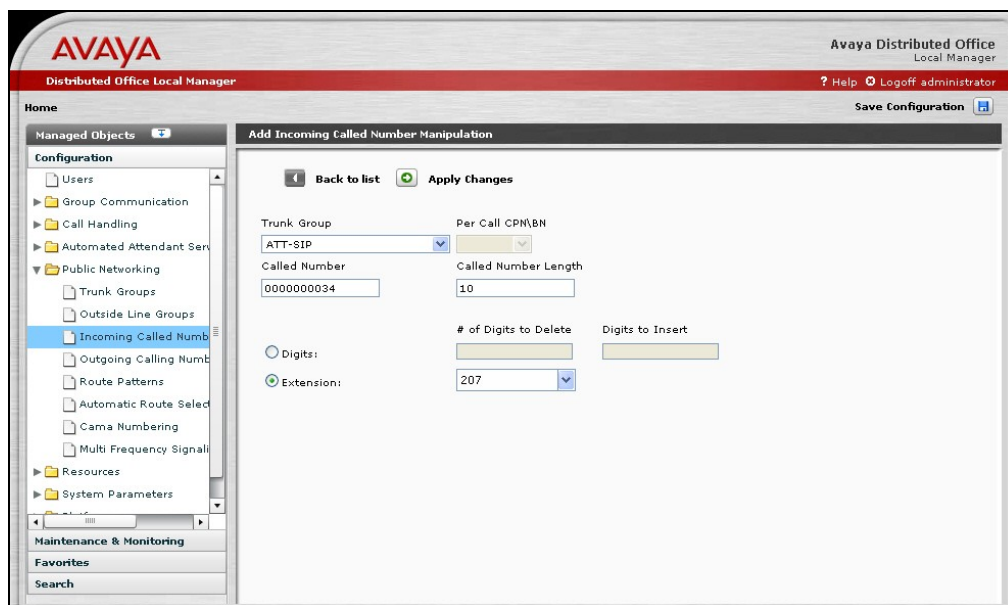 AVAYA
Avaya Distributed Office
Local Manager
Distributed Office Local Manager
? Help Logoff administrator
Home
Save Configuration
Managed Objects
Add Incoming Called Number Manipulation
Configuration
Users
Group Communication
Call Handling
Automated Attendant Serv
Public Networking
Trunk Groups
Outside Line Groups
Incoming Called Numb
Outgoing Calling Numb
Route Patterns
Automatic Route Select
Cama Numbering
Multi Frequency Signali
Resources
System Parameters
Maintenance & Monitoring
Favorites
Search
Back to list
Apply Changes
Trunk Group
Per Call CPN\BN
ATT-SIP
Called Number
Called Number Length
0000000034
10
# of Digits to Delete
Digits to Insert
Digits:
Extension:
207